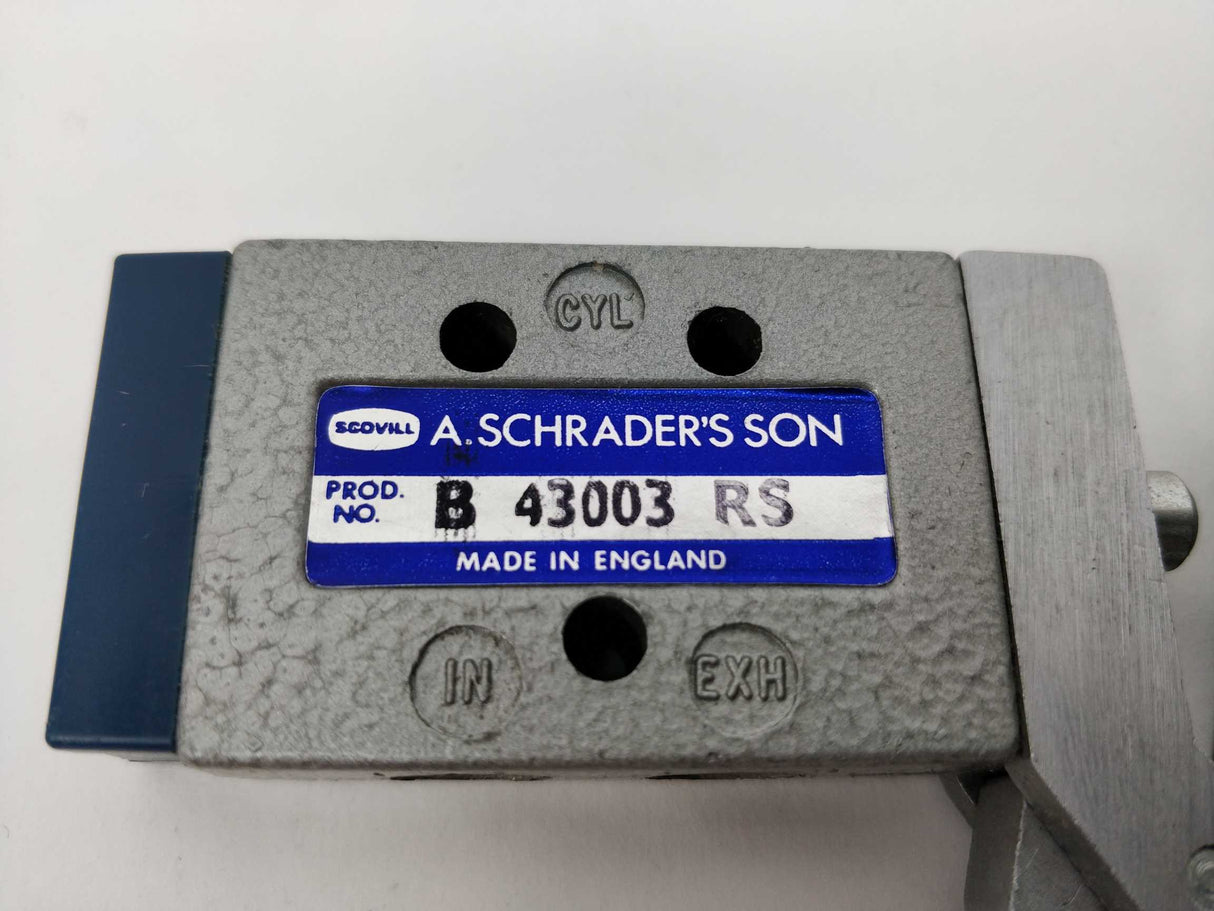 CYL
SCOVILL A. SCHRADER'S SON
PROD. NO. B 43003 RS
MADE IN ENGLAND
IN EXH